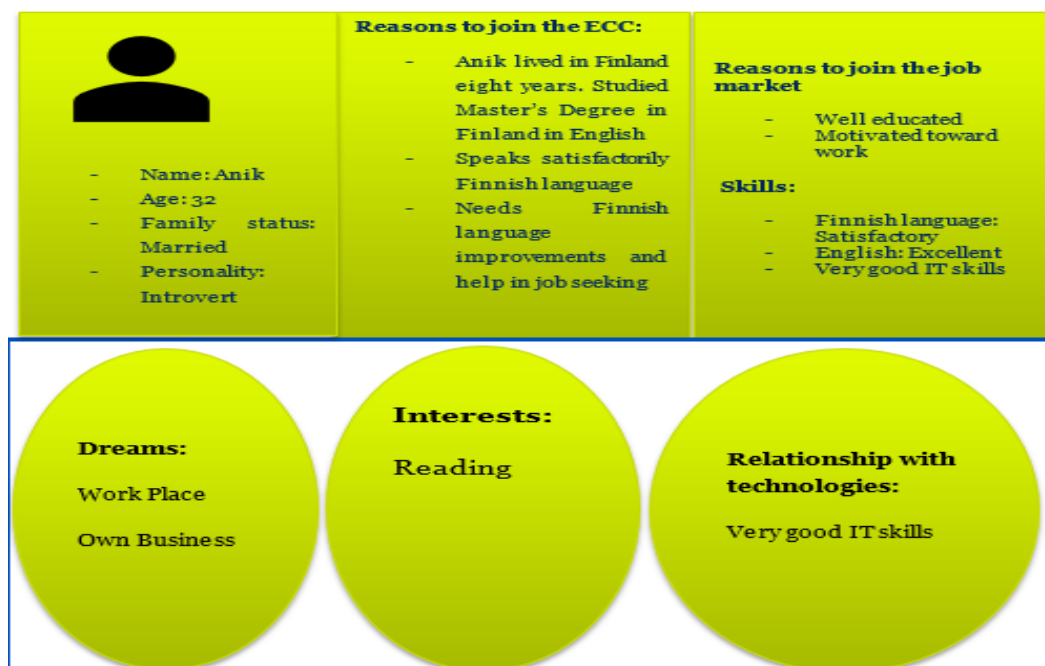 - Name: Anik
- Age: 32
- Family status:
Married
- Personality:
Introvert
Reasons to join the ECC:
- Anik lived in Finland
eight years. Studied
Master's Degree in
Finland in English
- Speaks satisfactorily
Finnish language
- Needs Finnish
language
improvements and
help in job seeking
Reasons to join the job
market
- Well educated
- Motivated toward
work
Skills:
- Finnish language:
Satisfactory
- English: Excellent
- Very good IT skills
Dreams:
Work Place
Own Business
Interests:
Reading
Relationship with
technologies:
Very good IT skills